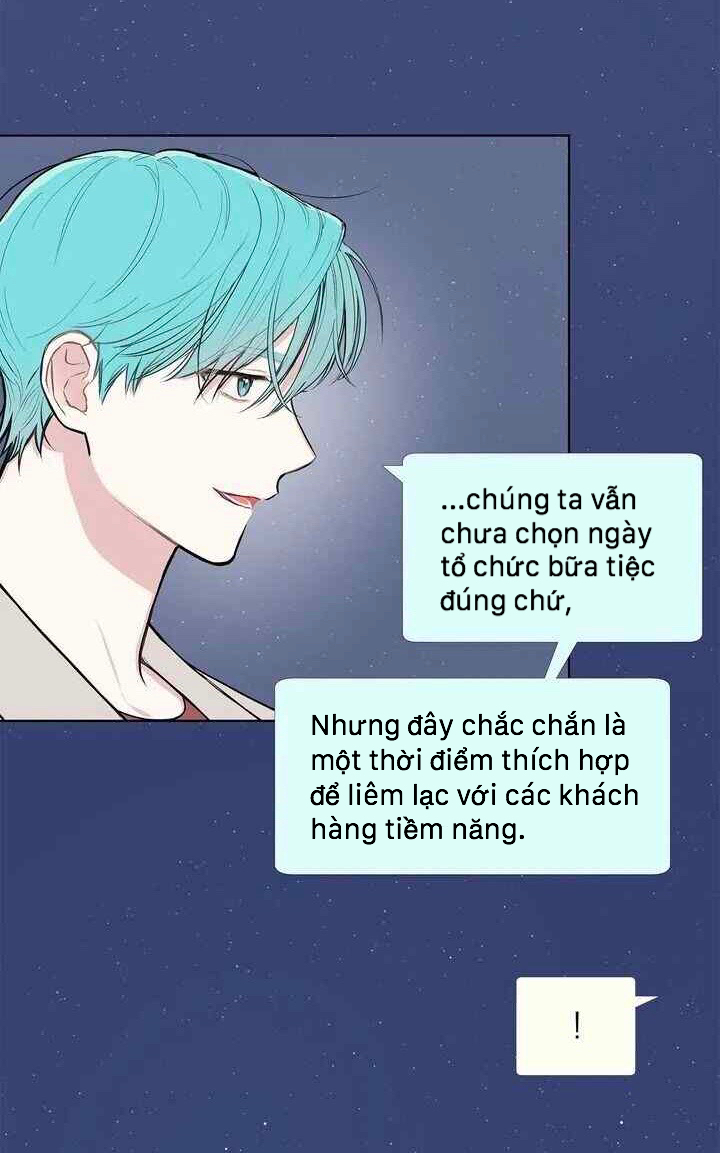 ...chúng ta vẫn
chưa chọn ngày
tổ chức bữa tiệc
đúng chứ,
Nhưng đây chắc chắn là
một thời điểm thích hợp
để liêm lạc với các khách
hàng tiềm năng.
!